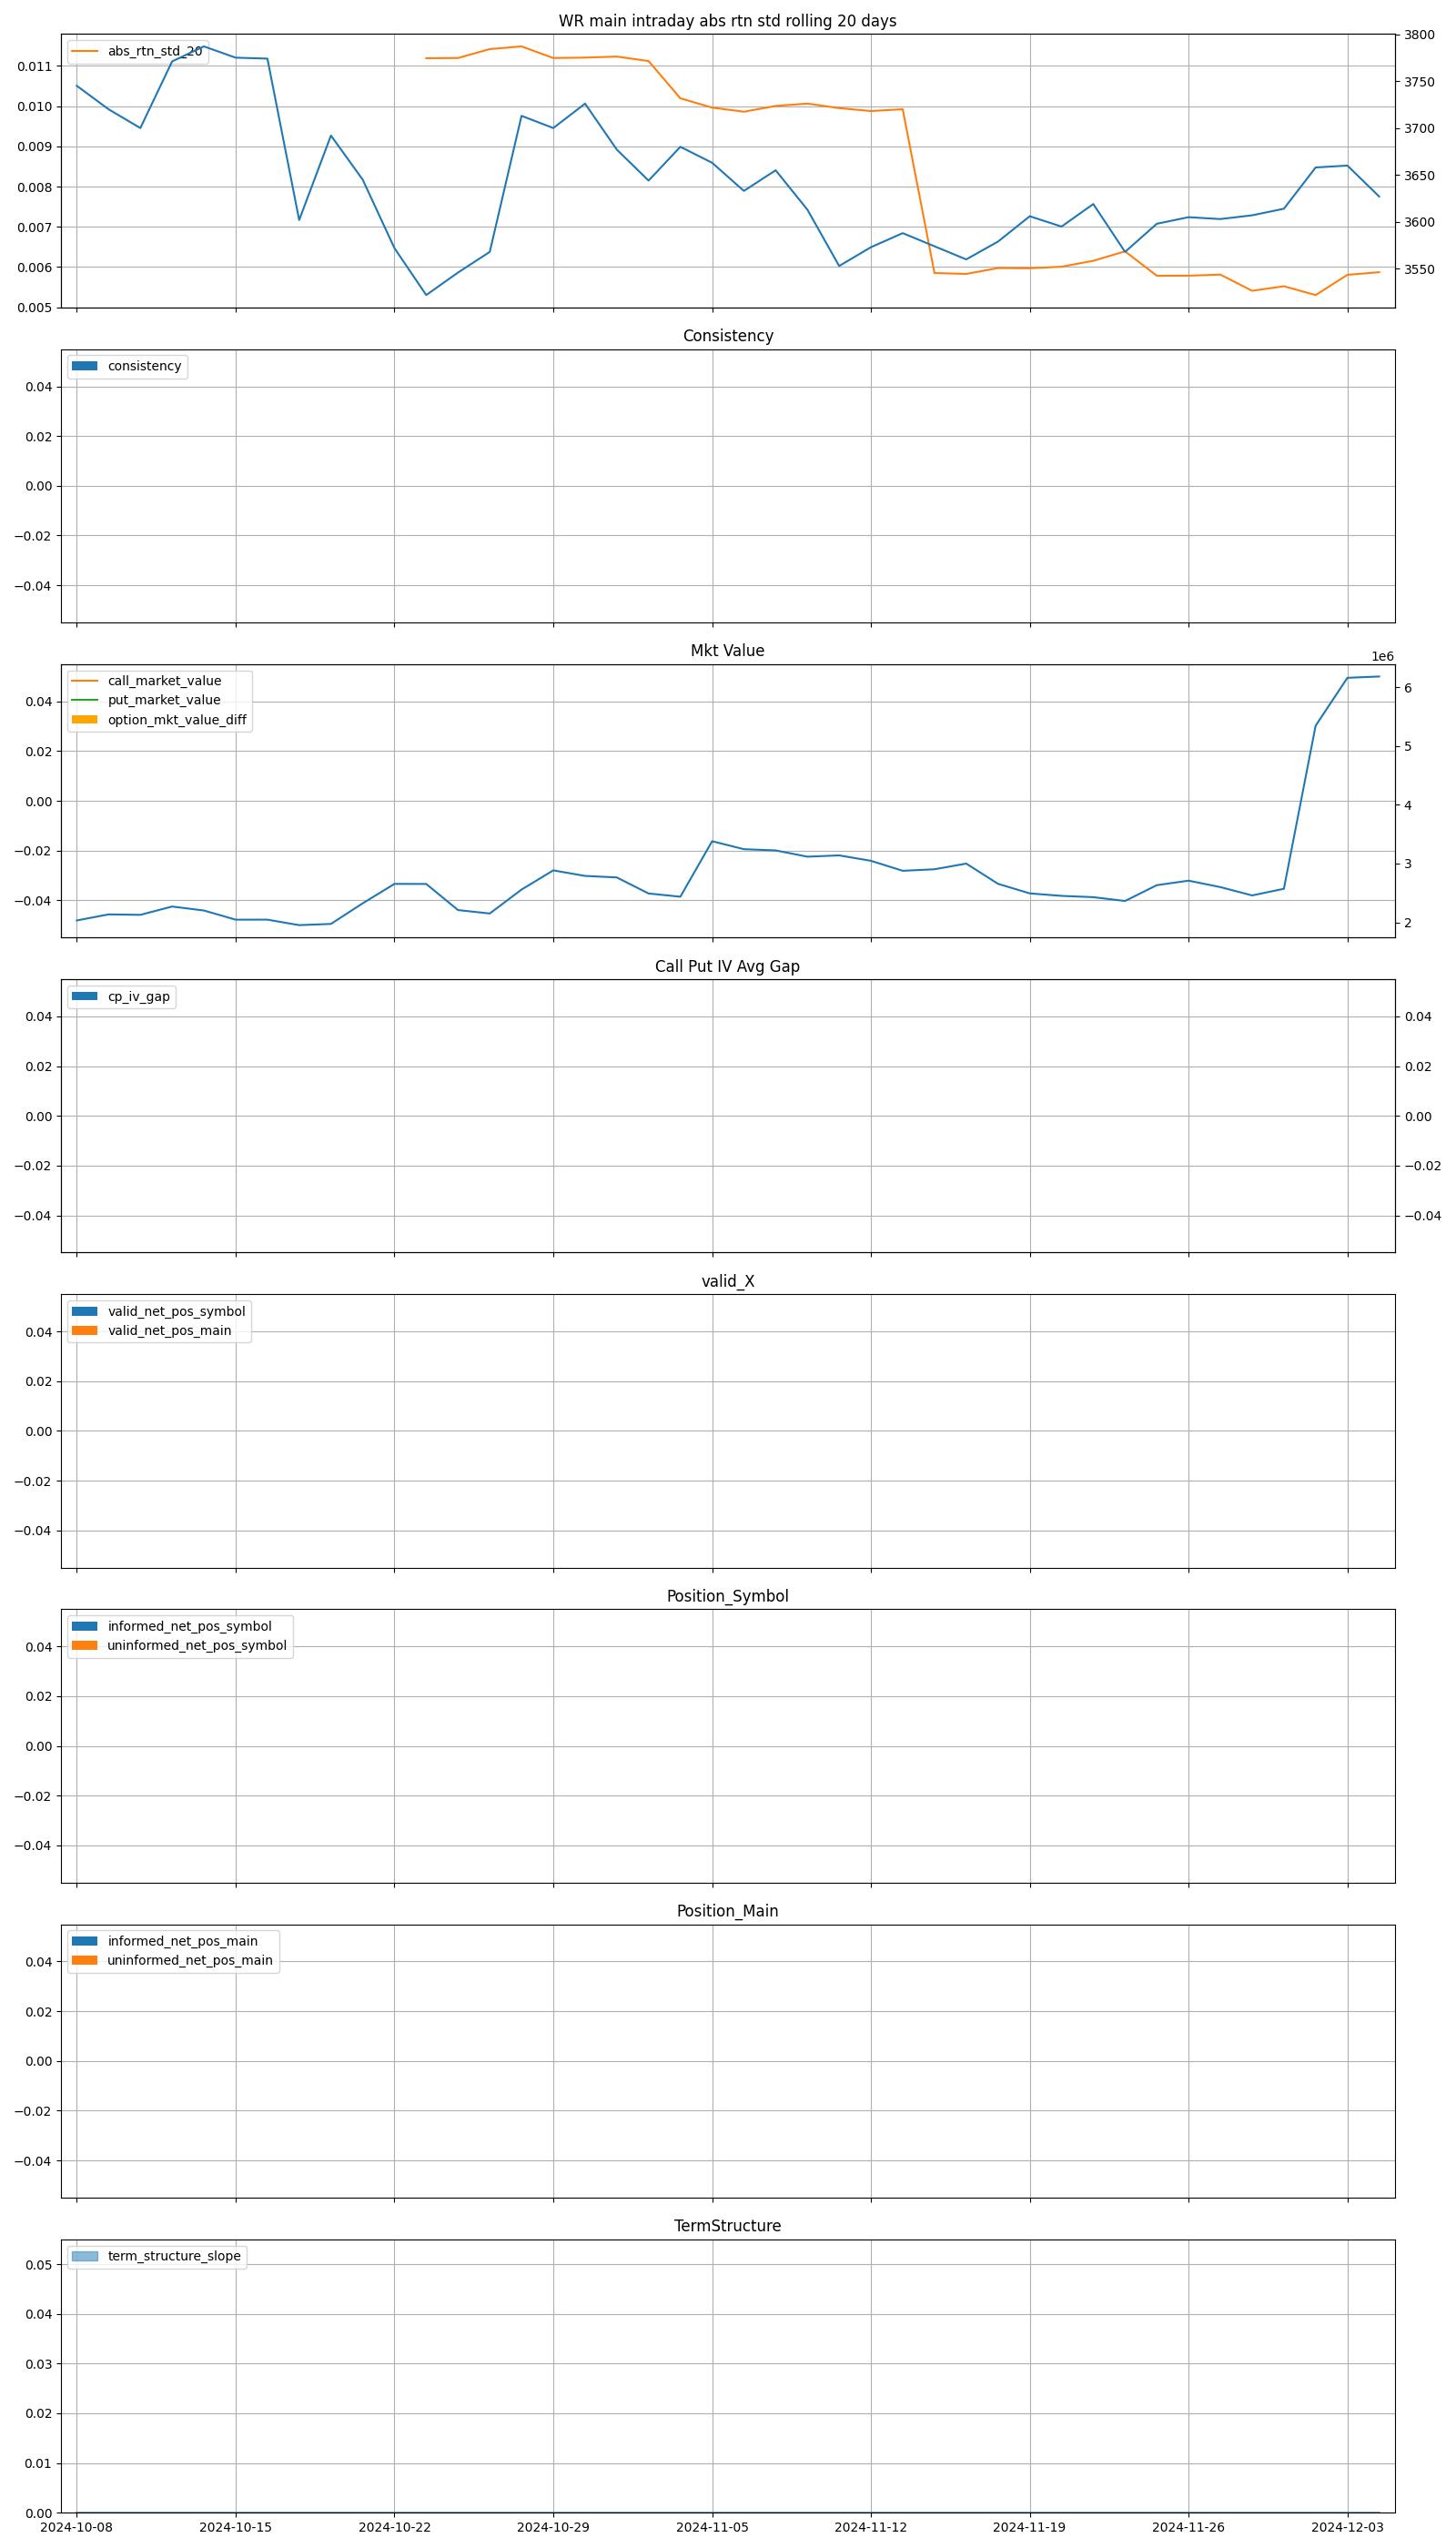 WR main intraday abs rtn std rolling 20 days
abs_rtn_std_20
0.011
0.010
0.009
0.008
0.007
0.006
0.005
3800
3750
3700
3650
3600
3550
Consistency
consistency
0.04
0.02
0.00
−0.02
−0.04
Mkt Value
1e6
call_market_value
put_market_value
option_mkt_value_diff
0.04
0.02
0.00
−0.02
−0.04
6
5
4
3
2
Call Put IV Avg Gap
cp_iv_gap
0.04
0.02
0.00
−0.02
−0.04
0.04
0.02
0.00
−0.02
−0.04
valid_X
valid_net_pos_symbol
valid_net_pos_main
0.04
0.02
0.00
−0.02
−0.04
Position_Symbol
informed_net_pos_symbol
uninformed_net_pos_symbol
0.04
0.02
0.00
−0.02
−0.04
Position_Main
informed_net_pos_main
uninformed_net_pos_main
0.04
0.02
0.00
−0.02
−0.04
TermStructure
term_structure_slope
0.05
0.04
0.03
0.02
0.01
0.00
2024-10-08 2024-10-15 2024-10-22 2024-10-29 2024-11-05 2024-11-12 2024-11-19 2024-11-26 2024-12-03